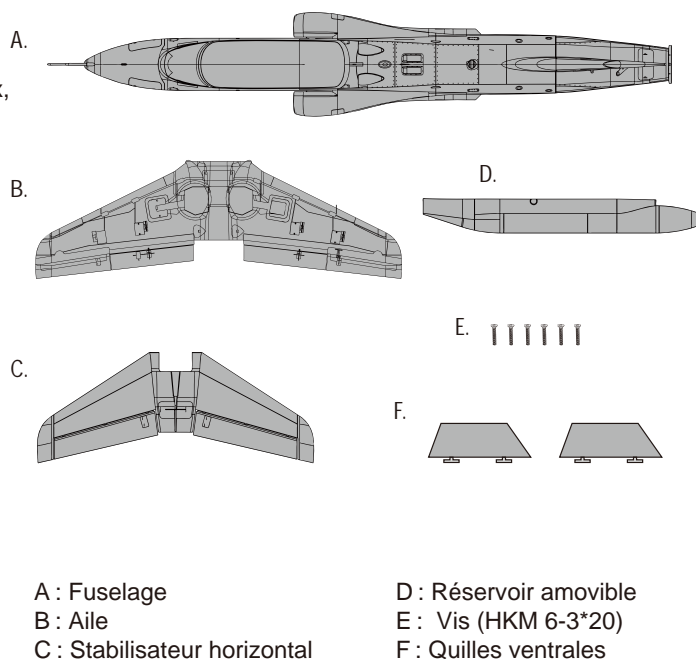 A.
B.
D.
E.
C.
F.
A : Fuselage
B : Aile
C : Stabilisateur horizontal
D : Réservoir amovible
E : Vis (HKM 6-3*20)
F : Quilles ventrales